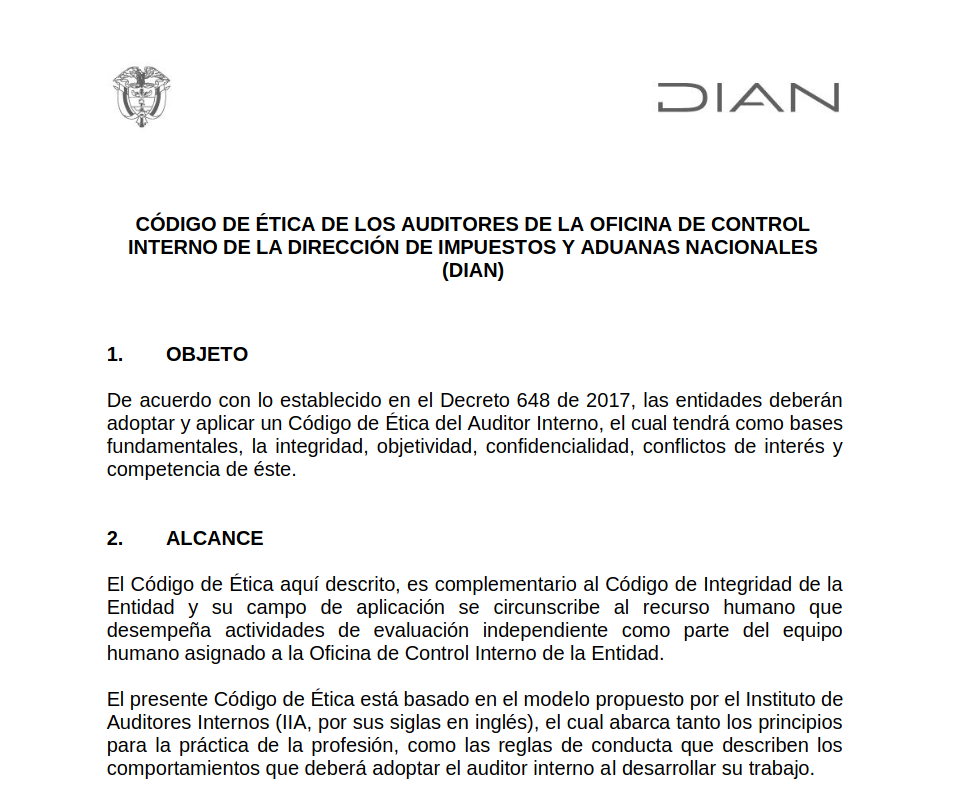 DIAN
CÓDIGO DE ÉTICA DE LOS AUDITORES DE LA OFICINA DE CONTROL
INTERNO DE LA DIRECCIÓN DE IMPUESTOS Y ADUANAS NACIONALES
(DIAN)
1. OBJETO
De acuerdo con lo establecido en el Decreto 648 de 2017, las entidades deberán
adoptar y aplicar un Código de Ética del Auditor Interno, el cual tendrá como bases
fundamentales, la integridad, objetividad, confidencialidad, conflictos de interés y
competencia de éste.
2. ALCANCE
El Código de Ética aquí descrito, es complementario al Código de Integridad de la
Entidad y su campo de aplicación se circunscribe al recurso humano que
desempeña actividades de evaluación independiente como parte del equipo
humano asignado a la Oficina de Control Interno de la Entidad.
El presente Código de Ética está basado en el modelo propuesto por el Instituto de
Auditores Internos (IIA, por sus siglas en inglés), el cual abarca tanto los principios
para la práctica de la profesión, como las reglas de conducta que describen los
comportamientos que deberá adoptar el auditor interno al desarrollar su trabajo.